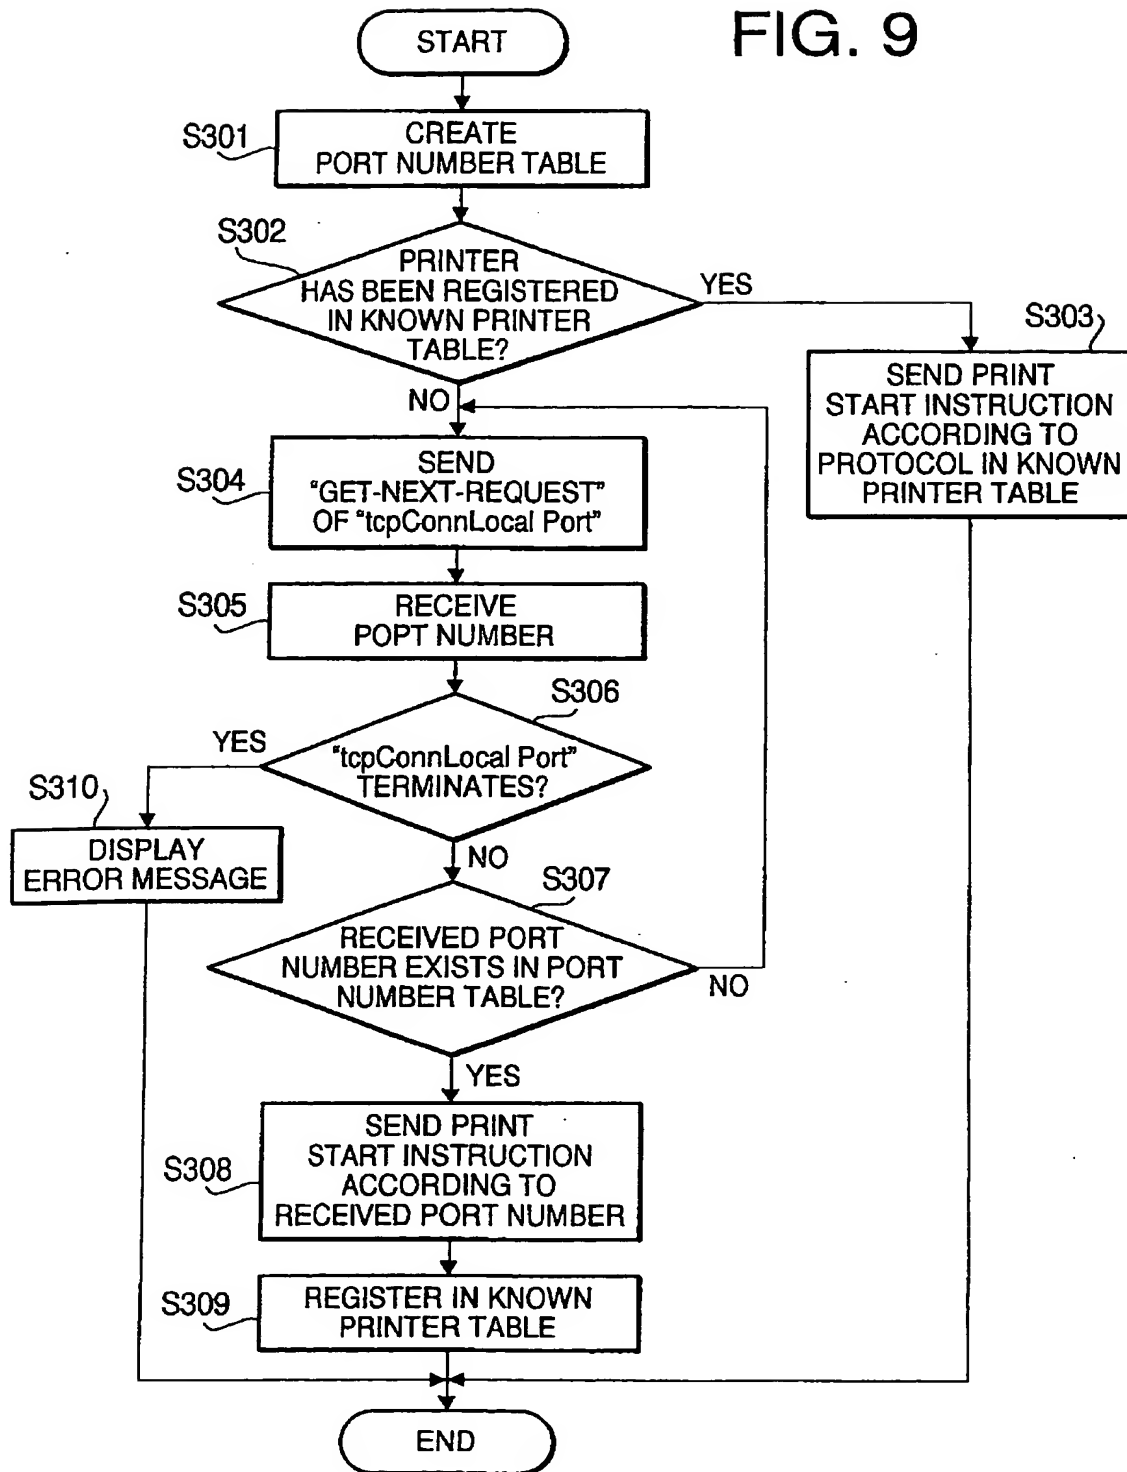 FIG. 9
START
S301
CREATE
PORT NUMBER TABLE
S302
PRINTER
HAS BEEN REGISTERED
IN KNOWN PRINTER
TABLE?
YES
NO
S303
SEND PRINT
START INSTRUCTION
ACCORDING TO
PROTOCOL IN KNOWN
PRINTER TABLE
S304
SEND
"GET-NEXT-REQUEST"
OF "tcpConnLocal Port"
S305
RECEIVE
POPT NUMBER
S306
"tcpConnLocal Port"
TERMINATES?
YES
NO
S310
DISPLAY
ERROR MESSAGE
S307
RECEIVED PORT
NUMBER EXISTS IN PORT
NUMBER TABLE?
NO
YES
S308
SEND PRINT
START INSTRUCTION
ACCORDING TO
RECEIVED PORT NUMBER
S309
REGISTER IN KNOWN
PRINTER TABLE
END